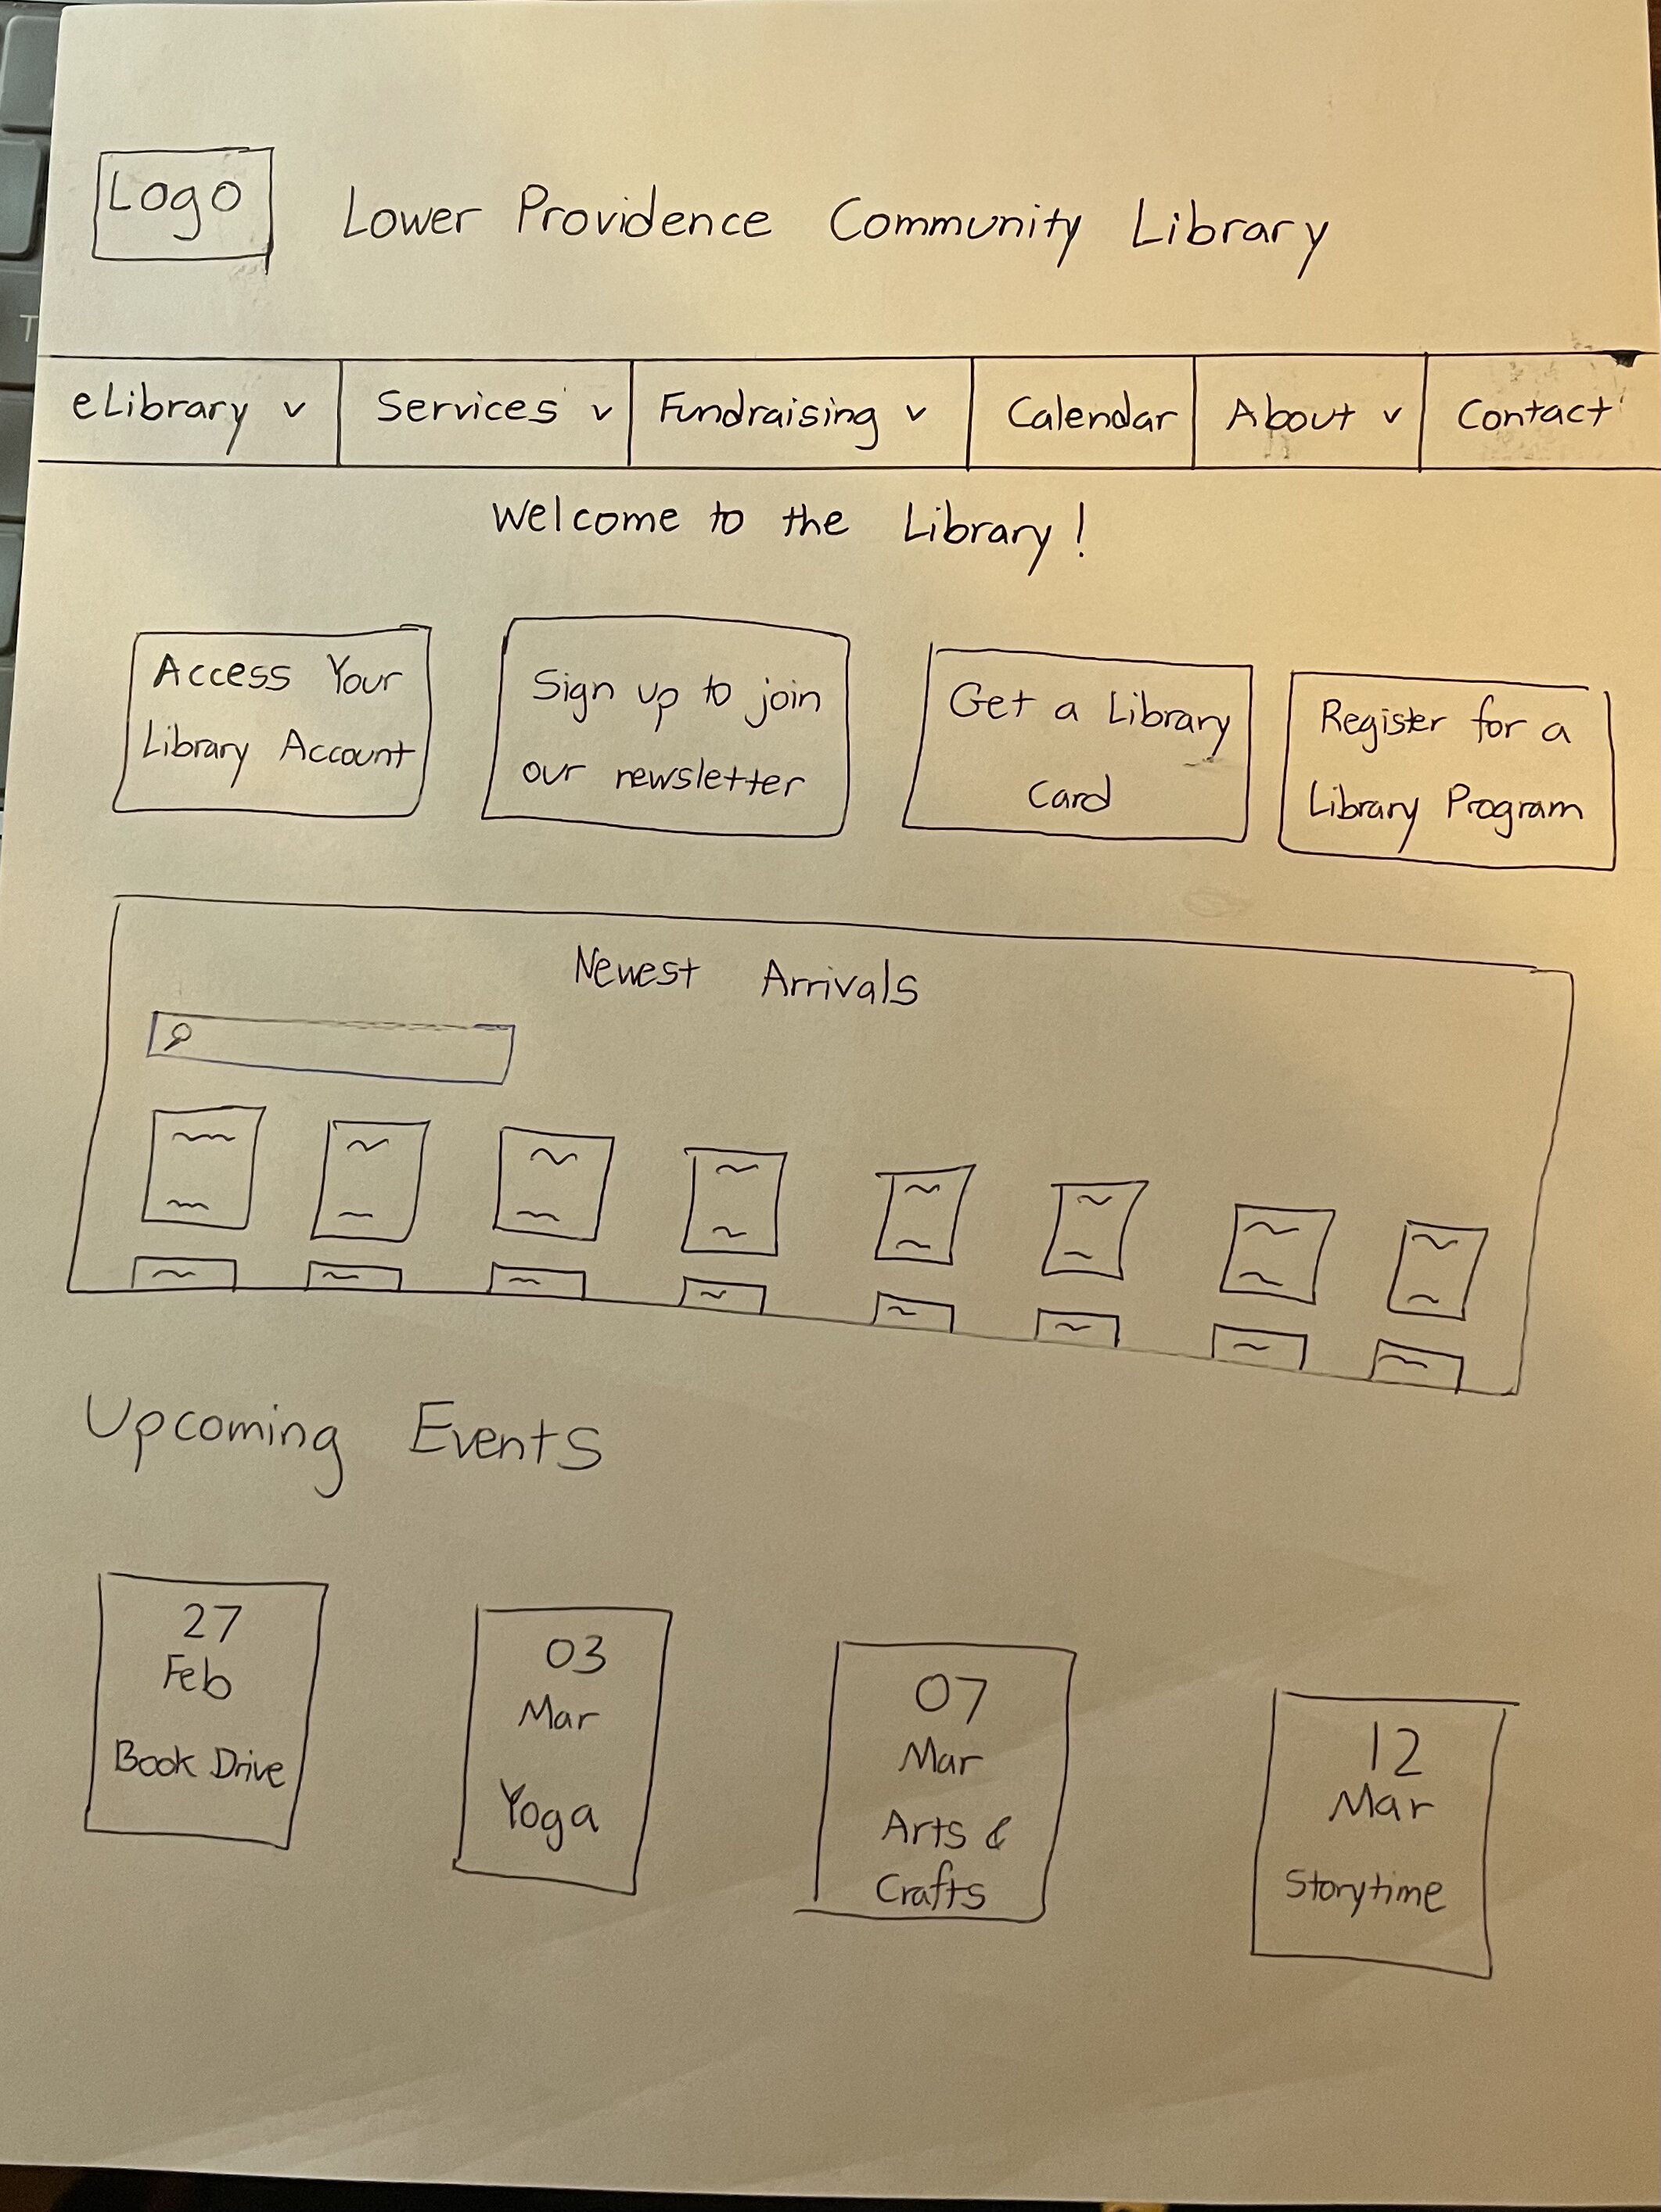 Logo
Lower Providence Community Library
eLibrary v
Services v
Fundraising v
Calendar
About v
Contact
Welcome to the Library!
Access Your
Library Account
Sign up to join
our newsletter
Get a Library
Card
Register for a
Library Program
Newest Arrivals
Upcoming Events
27
Feb
Book Drive
03
Mar
Yoga
07
Mar
Arts &
Crafts
12
Mar
Storytime
T